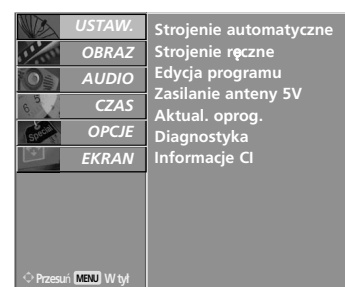 USTAW.
OBRAZ
AUDIO
CZAS
OPCJE
EKRAN
Strojenie automatyczne
Strojenie ręczne
Edycja programu
Zasilanie anteny 5V
Aktual. oprog.
Diagnostyka
Informacje CI
Przesuń MENU W tył